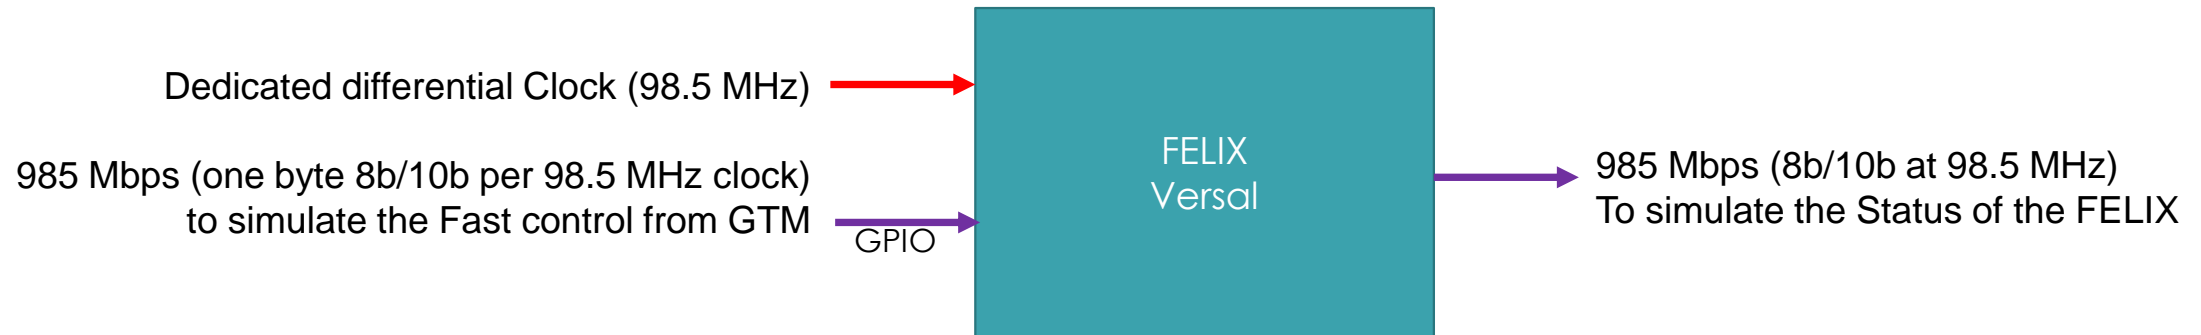 Dedicated differential Clock (98.5 MHz)
985 Mbps (one byte 8b/10b per 98.5 MHz clock)
to simulate the Fast control from GTM
GPIO
FELIX
Versal
985 Mbps (8b/10b at 98.5 MHz)
To simulate the Status of the FELIX